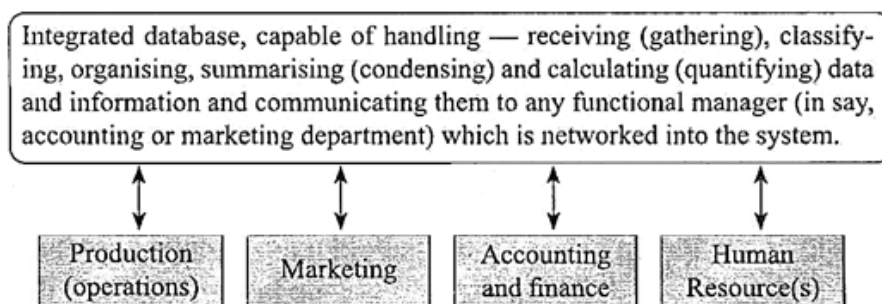 Integrated database, capable of handling — receiving (gathering), classify-
ing, organising, summarising (condensing) and calculating (quantifying) data
and information and communicating them to any functional manager (in say,
accounting or marketing department) which is networked into the system.
Production
(operations)
Marketing
Accounting
and finance
Human
Resource(s)